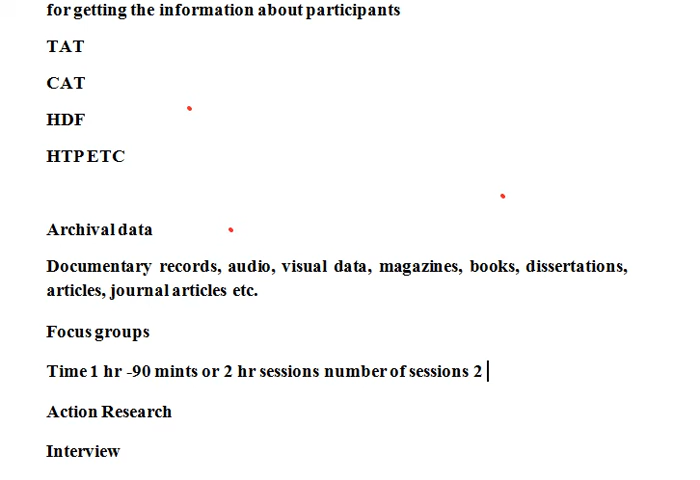 for getting the information about participants
TAT
CAT
HDF
HTP ETC
Archival data
Documentary records, audio, visual data, magazines, books, dissertations,
articles, journal articles etc.
Focus groups
Time 1 hr -90 mints or 2 hr sessions number of sessions 2
Action Research
Interview